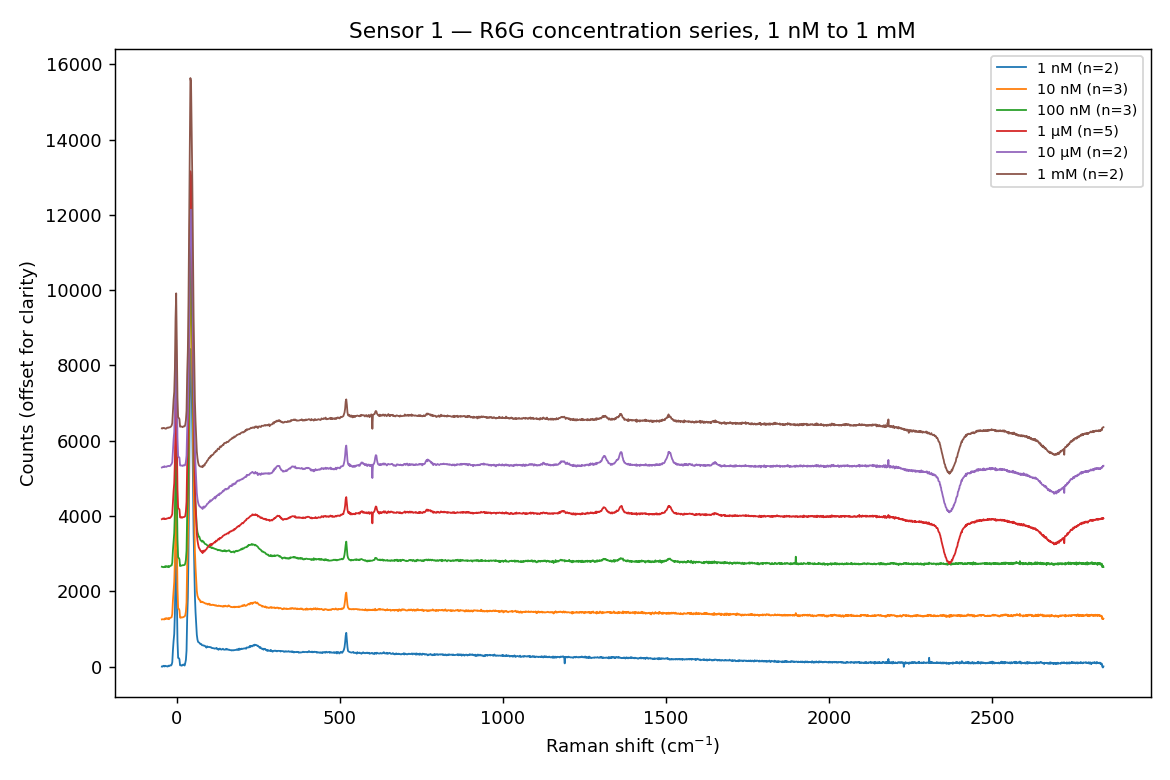 Sensor 1 — R6G concentration series, 1 nM to 1 mM
16000
14000
12000
10000
8000
6000
4000
2000
0
Counts (offset for clarity)
1 nM (n=2)
10 nM (n=3)
100 nM (n=3)
1 µM (n=5)
10 µM (n=2)
1 mM (n=2)
0 500 1000 1500 2000 2500
Raman shift (cm⁻¹)